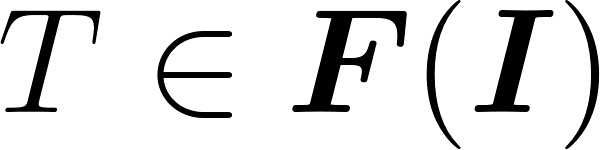 T ∈ F(I)